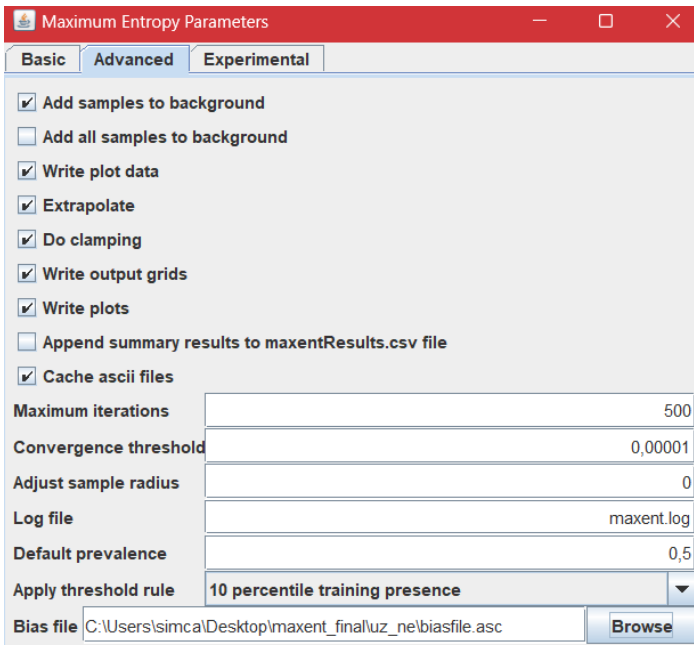 Maximum Entropy Parameters
Basic Advanced Experimental
Add samples to background
Add all samples to background
Write plot data
Extrapolate
Do clamping
Write output grids
Write plots
Append summary results to maxentResults.csv file
Cache ascii files
Maximum iterations 500
Convergence threshold 0,00001
Adjust sample radius 0
Log file maxent.log
Default prevalence 0,5
Apply threshold rule 10 percentile training presence
Bias file C:\Users\simca\Desktop\maxent_final\uz_ne\biasfile.asc Browse